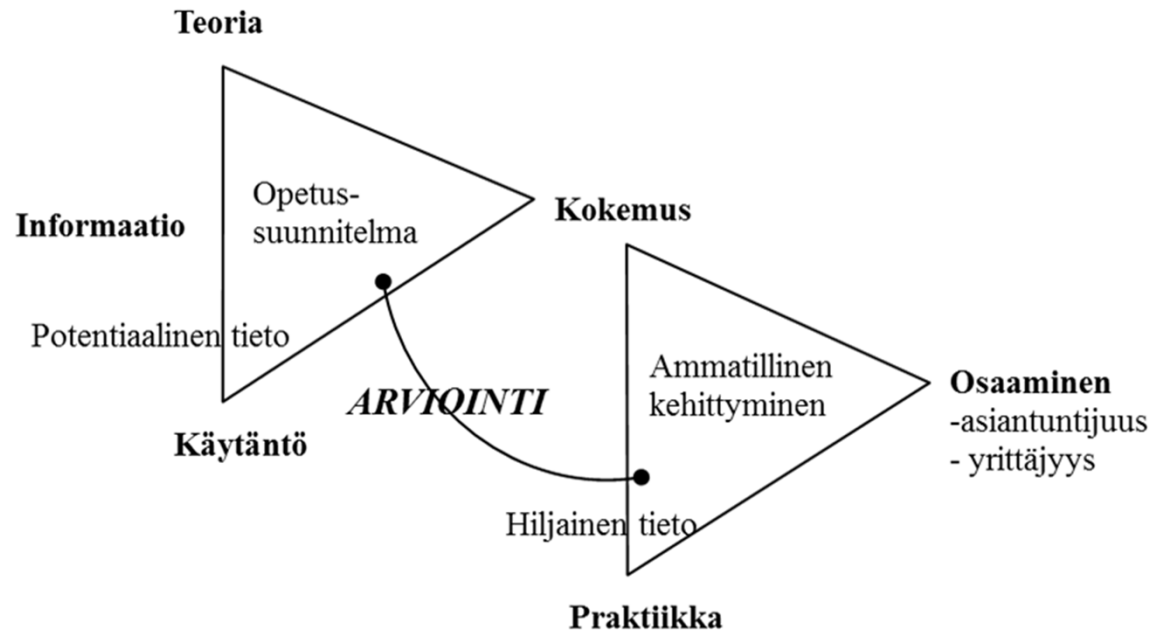 Teoria
Opetus-
suunnitelma
Informaatio
Kokemus
Potentiaalinen tieto
Käytäntö
ARVIOINTI
Ammatillinen
kehittyminen
Osaaminen
-asiantuntijuus
- yrittäjyys
Hiljainen tieto
Praktiikka